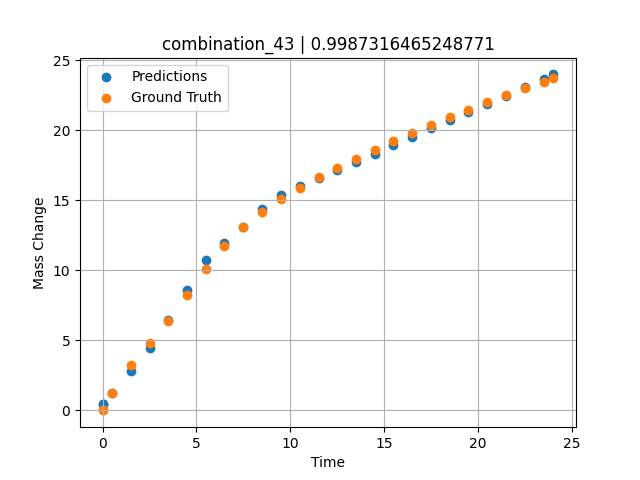 combination_43 | 0.9987316465248771
25
Predictions
Ground Truth
20
15
Mass Change
10
5
0
0 5 10 15 20 25
Time